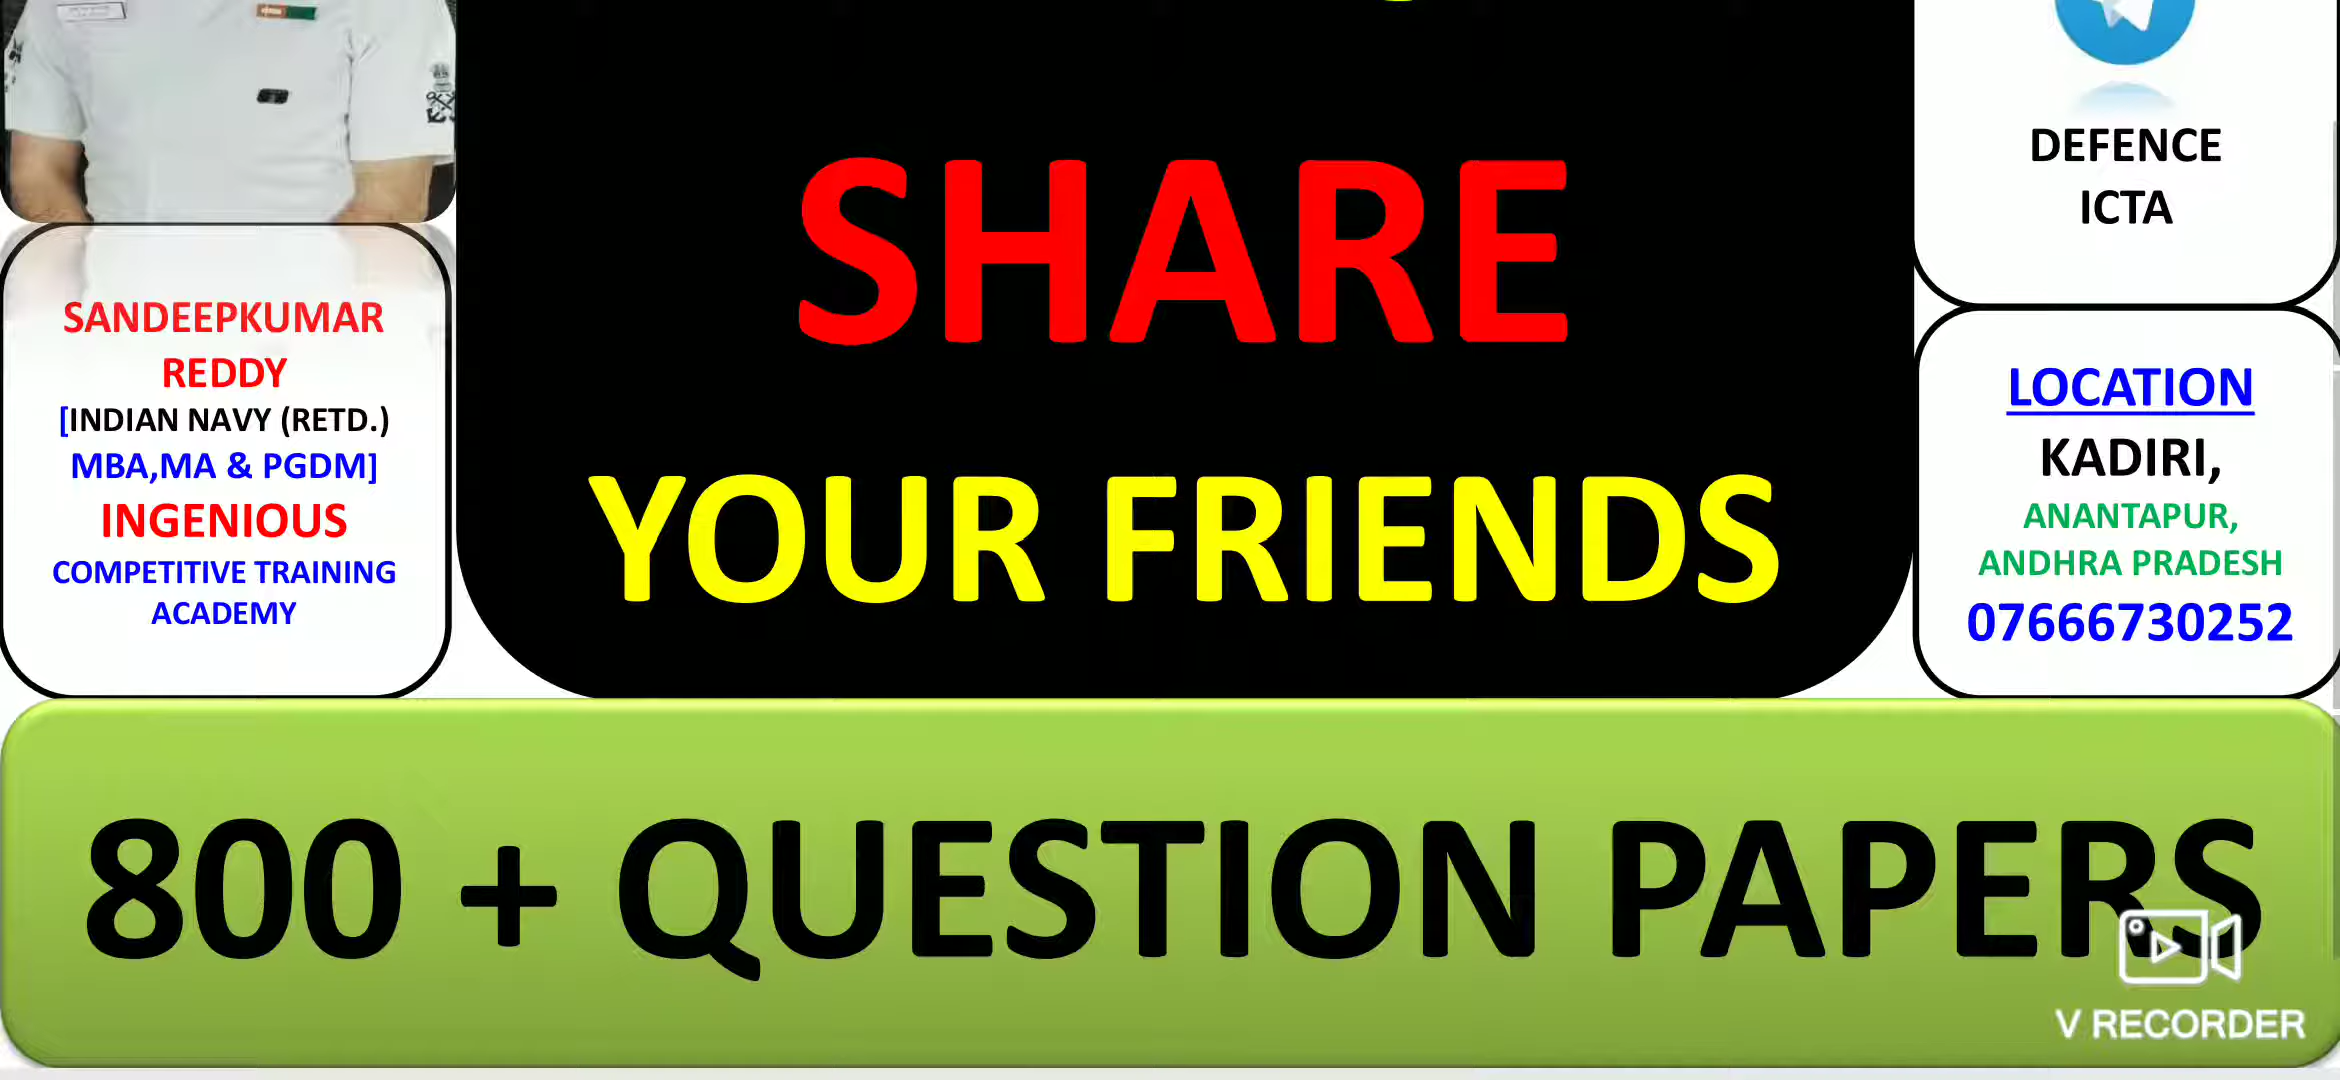 SHARE
YOUR FRIENDS
SANDEEPKUMAR
REDDY
[INDIAN NAVY (RETD.)
MBA,MA & PGDM]
INGENIOUS
COMPETITIVE TRAINING
ACADEMY
DEFENCE
ICTA
LOCATION
KADIRI,
ANANTAPUR,
ANDHRA PRADESH
07666730252
800 + QUESTION PAPERS
V RECORDER